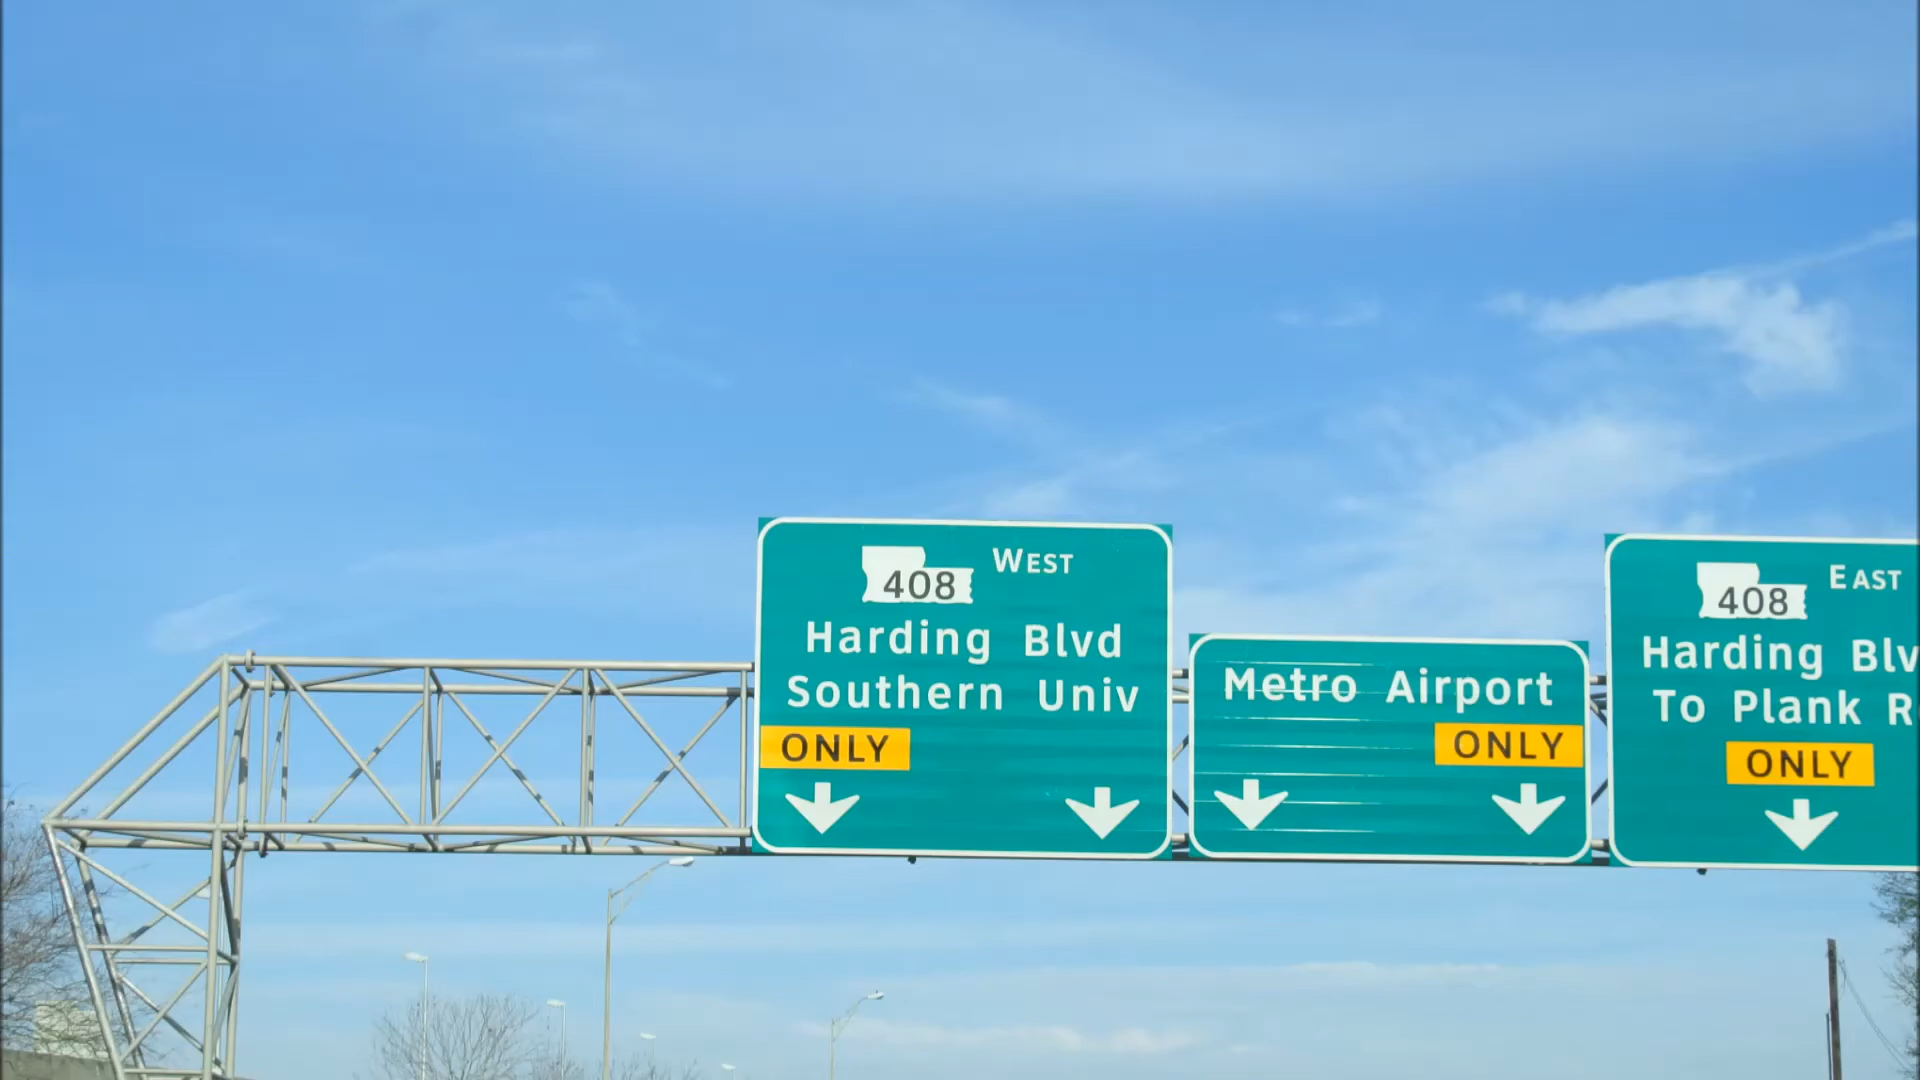 408 WEST
Harding Blvd
Southern Univ
ONLY
Metro Airport
ONLY
408 EAST
Harding
To Plank
ONLY